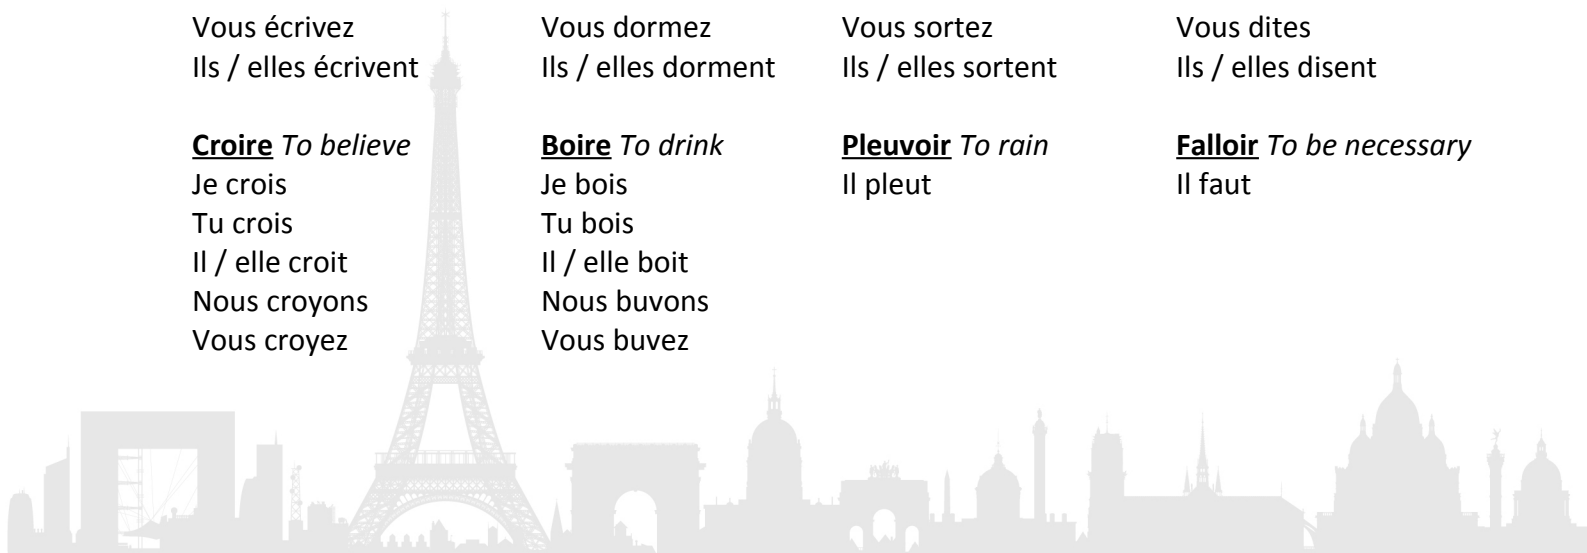 Vous écrivez
Ils / elles écrivent
Vous dormez
Ils / elles dorment
Vous sortez
Ils / elles sortent
Vous dites
Ils / elles disent
Croire To believe
Je crois
Tu crois
Il / elle croit
Nous croyons
Vous croyez
Boire To drink
Je bois
Tu bois
Il / elle boit
Nous buvons
Vous buvez
Pleuvoir To rain
Il pleut
Falloir To be necessary
Il faut